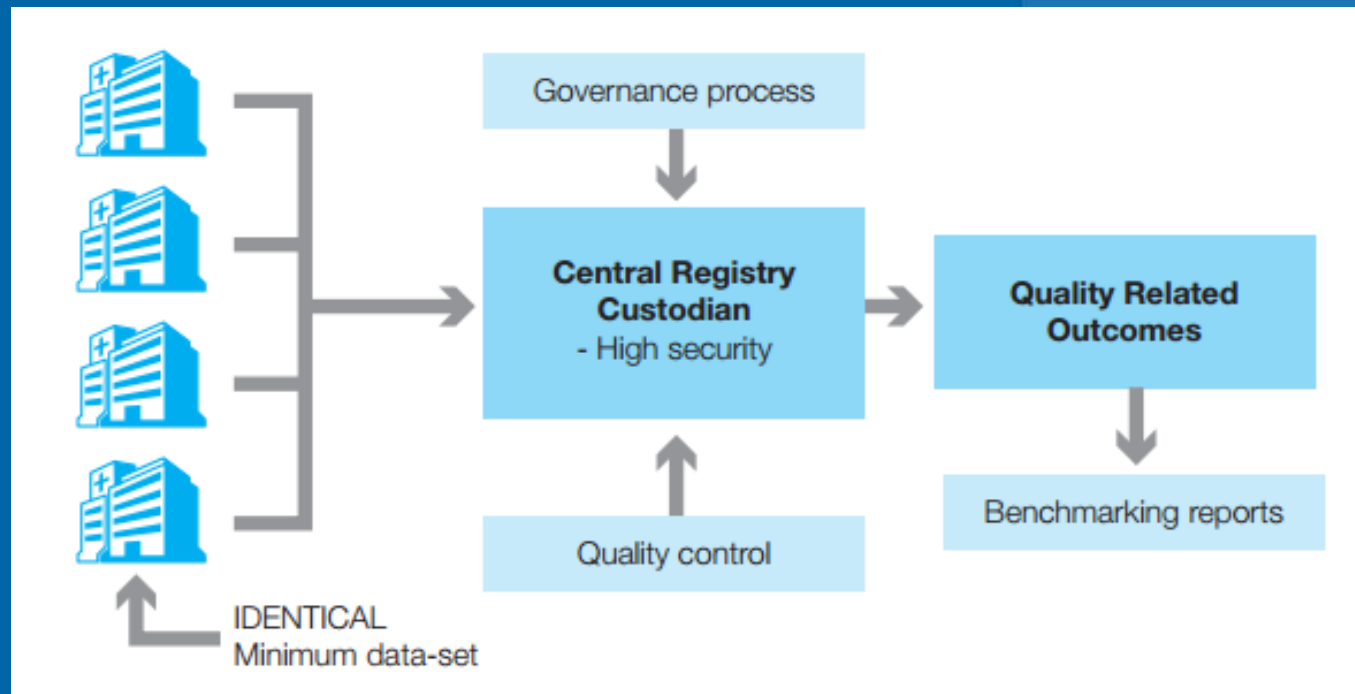 Governance process
Central Registry
Custodian
- High security
Quality Related
Outcomes
Quality control
Benchmarking reports
IDENTICAL
Minimum data-set